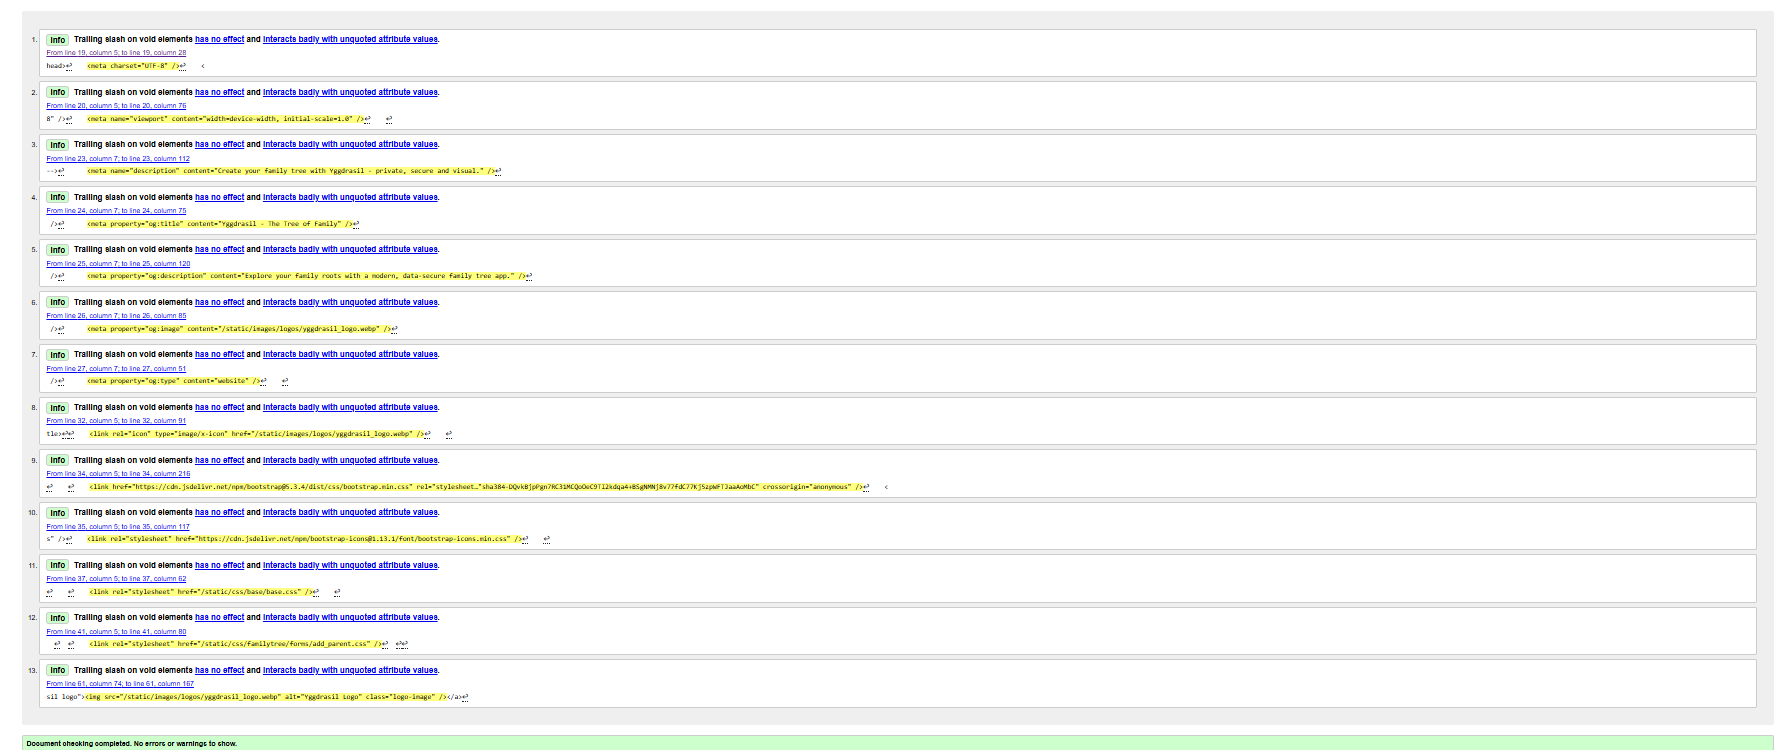 1. Info Trailing slash on void elements has no effect and interacts badly with unquoted attribute values.
From line 19, column 5; to line 19, column 28
head>↩ <meta charset="UTF-8" />↩ <
2. Info Trailing slash on void elements has no effect and interacts badly with unquoted attribute values.
From line 20, column 5; to line 20, column 76
8" />↩ <meta name="viewport" content="width=device-width, initial-scale=1.0" />↩ ↩
3. Info Trailing slash on void elements has no effect and interacts badly with unquoted attribute values.
From line 23, column 7; to line 23, column 112
-->↩ <meta name="description" content="Create your family tree with Yggdrasil - private, secure and visual." />↩
4. Info Trailing slash on void elements has no effect and interacts badly with unquoted attribute values.
From line 24, column 7; to line 24, column 75
/>↩ <meta property="og:title" content="Yggdrasil - The Tree of Family" />↩
5. Info Trailing slash on void elements has no effect and interacts badly with unquoted attribute values.
From line 25, column 7; to line 25, column 120
/>↩ <meta property="og:description" content="Explore your family roots with a modern, data-secure family tree app." />↩
6. Info Trailing slash on void elements has no effect and interacts badly with unquoted attribute values.
From line 26, column 7; to line 26, column 85
/>↩ <meta property="og:image" content="/static/images/logos/yggdrasil_logo.webp" />↩
7. Info Trailing slash on void elements has no effect and interacts badly with unquoted attribute values.
From line 27, column 7; to line 27, column 51
/>↩ <meta property="og:type" content="website" />↩ ↩
8. Info Trailing slash on void elements has no effect and interacts badly with unquoted attribute values.
From line 32, column 5; to line 32, column 91
tle>↩↩ <link rel="icon" type="image/x-icon" href="/static/images/logos/yggdrasil_logo.webp" />↩ ↩
9. Info Trailing slash on void elements has no effect and interacts badly with unquoted attribute values.
From line 34, column 5; to line 34, column 216
↩ ↩ <link href="https://cdn.jsdelivr.net/npm/bootstrap@5.3.4/dist/css/bootstrap.min.css" rel="stylesheet…" crossorigin="anonymous" />↩ <
10. Info Trailing slash on void elements has no effect and interacts badly with unquoted attribute values.
From line 35, column 5; to line 35, column 117
s" />↩ <link rel="stylesheet" href="https://cdn.jsdelivr.net/npm/bootstrap-icons@1.13.1/font/bootstrap-icons.min.css" />↩ ↩
11. Info Trailing slash on void elements has no effect and interacts badly with unquoted attribute values.
From line 37, column 5; to line 37, column 62
↩ ↩ <link rel="stylesheet" href="/static/css/base/base.css" />↩ ↩
12. Info Trailing slash on void elements has no effect and interacts badly with unquoted attribute values.
From line 41, column 5; to line 41, column 80
↩ ↩ <link rel="stylesheet" href="/static/css/familytree/forms/add_parent.css" />↩ ↩↩
13. Info Trailing slash on void elements has no effect and interacts badly with unquoted attribute values.
From line 61, column 74; to line 61, column 167
sil logo"><img src="/static/images/logos/yggdrasil_logo.webp" alt="Yggdrasil Logo" class="logo-image" /></a>↩
Document checking completed. No errors or warnings to show.